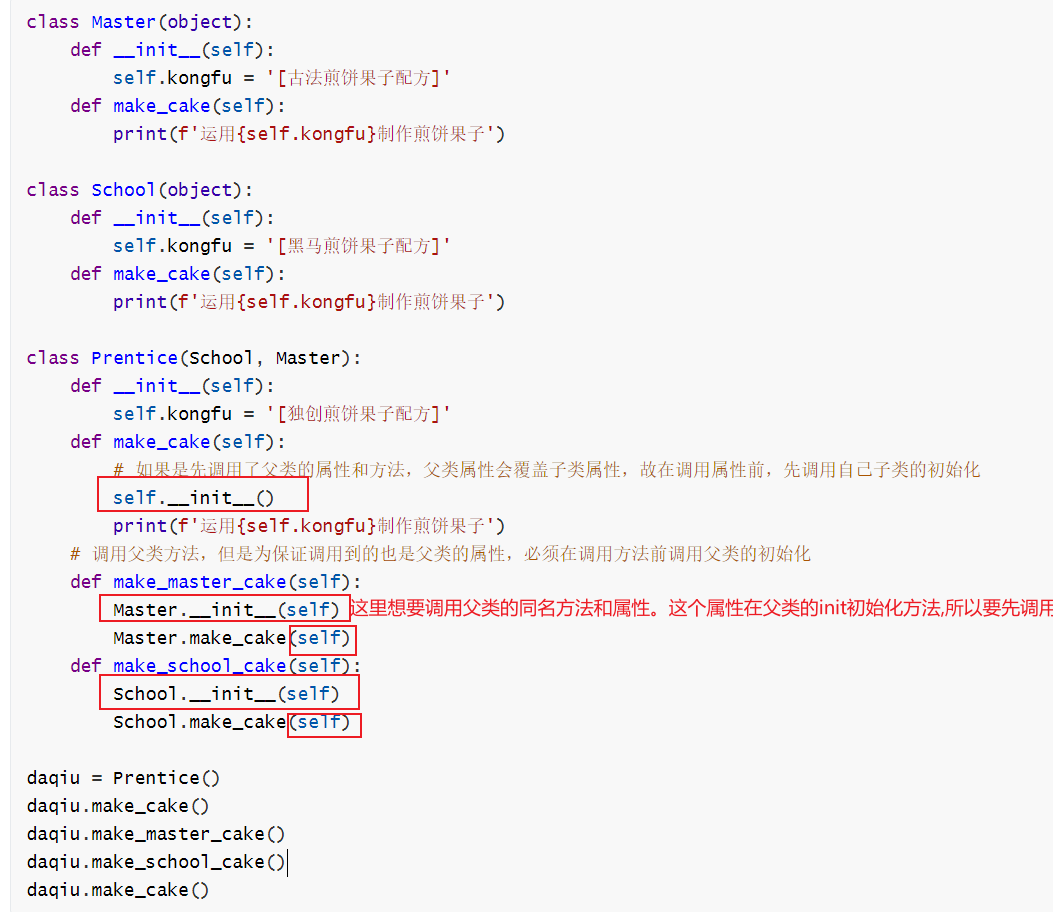 class Master(object):
    def __init__(self):
        self.kongfu = '[古法煎饼果子配方]'
    def make_cake(self):
        print(f'运用{self.kongfu}制作煎饼果子')
class School(object):
    def __init__(self):
        self.kongfu = '[黑马煎饼果子配方]'
    def make_cake(self):
        print(f'运用{self.kongfu}制作煎饼果子')
class Prentice(School, Master):
    def __init__(self):
        self.kongfu = '[独创煎饼果子配方]'
    def make_cake(self):
        # 如果是先调用了父类的属性和方法，父类属性会覆盖子类属性，故在调用属性前，先调用自己子类的初始化
        self.__init__()
        print(f'运用{self.kongfu}制作煎饼果子')
    # 调用父类方法，但是为保证调用到的也是父类的属性，必须在调用方法前调用父类的初始化
    def make_master_cake(self):
        Master.__init__(self) 这里想要调用父类的同名方法和属性。这个属性在父类的init初始化方法,所以要先调用
        Master.make_cake(self)
    def make_school_cake(self):
        School.__init__(self)
        School.make_cake(self)
daqiu = Prentice()
daqiu.make_cake()
daqiu.make_master_cake()
daqiu.make_school_cake()
daqiu.make_cake()